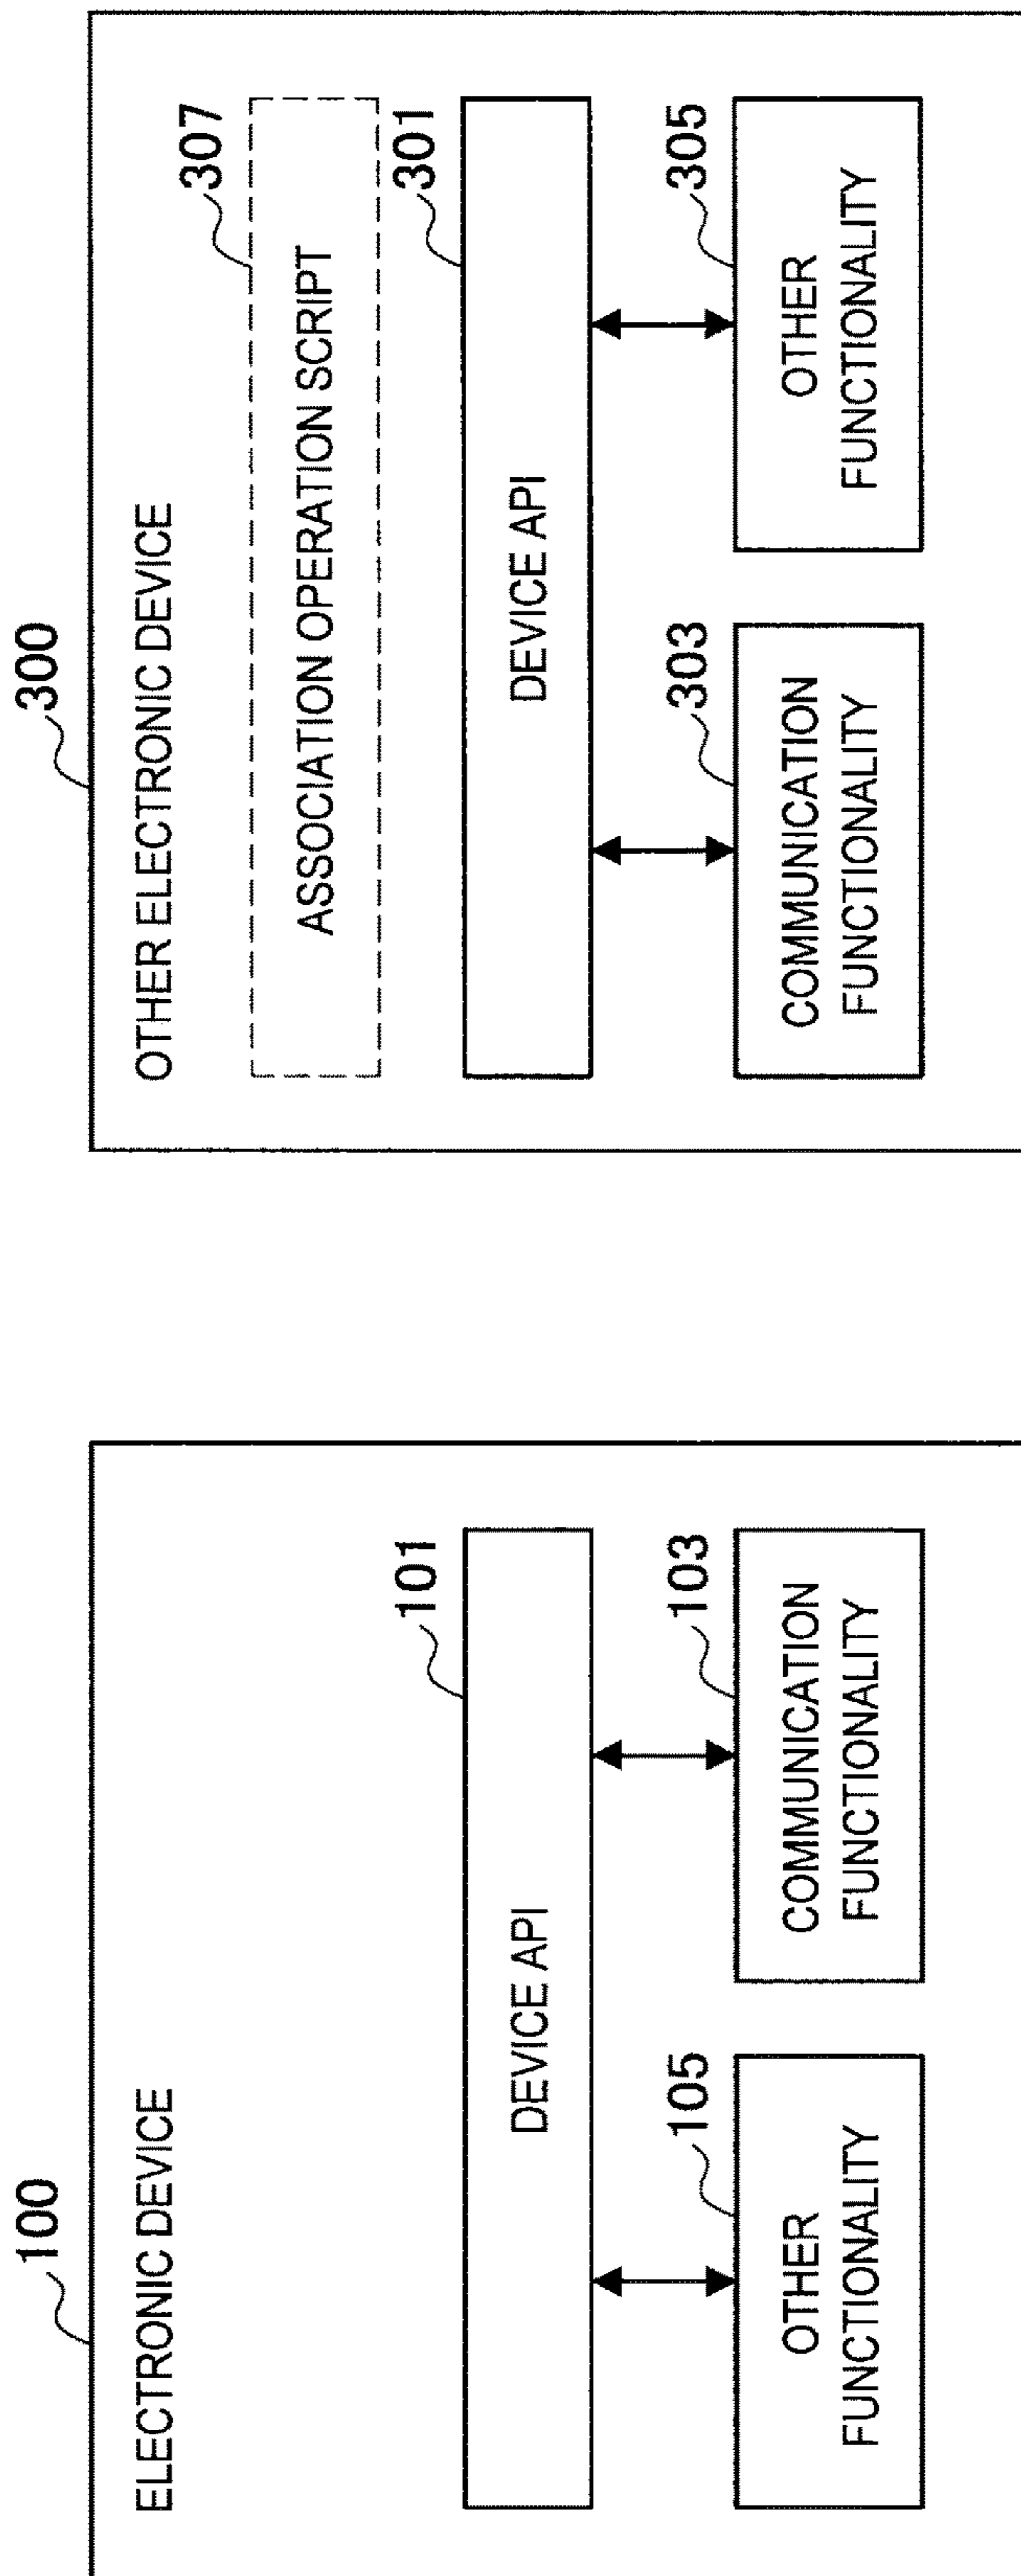 100
ELECTRONIC DEVICE
101
DEVICE API
105
OTHER
FUNCTIONALITY
103
COMMUNICATION
FUNCTIONALITY
300
OTHER ELECTRONIC DEVICE
307
ASSOCIATION OPERATION SCRIPT
301
DEVICE API
303
COMMUNICATION
FUNCTIONALITY
305
OTHER
FUNCTIONALITY